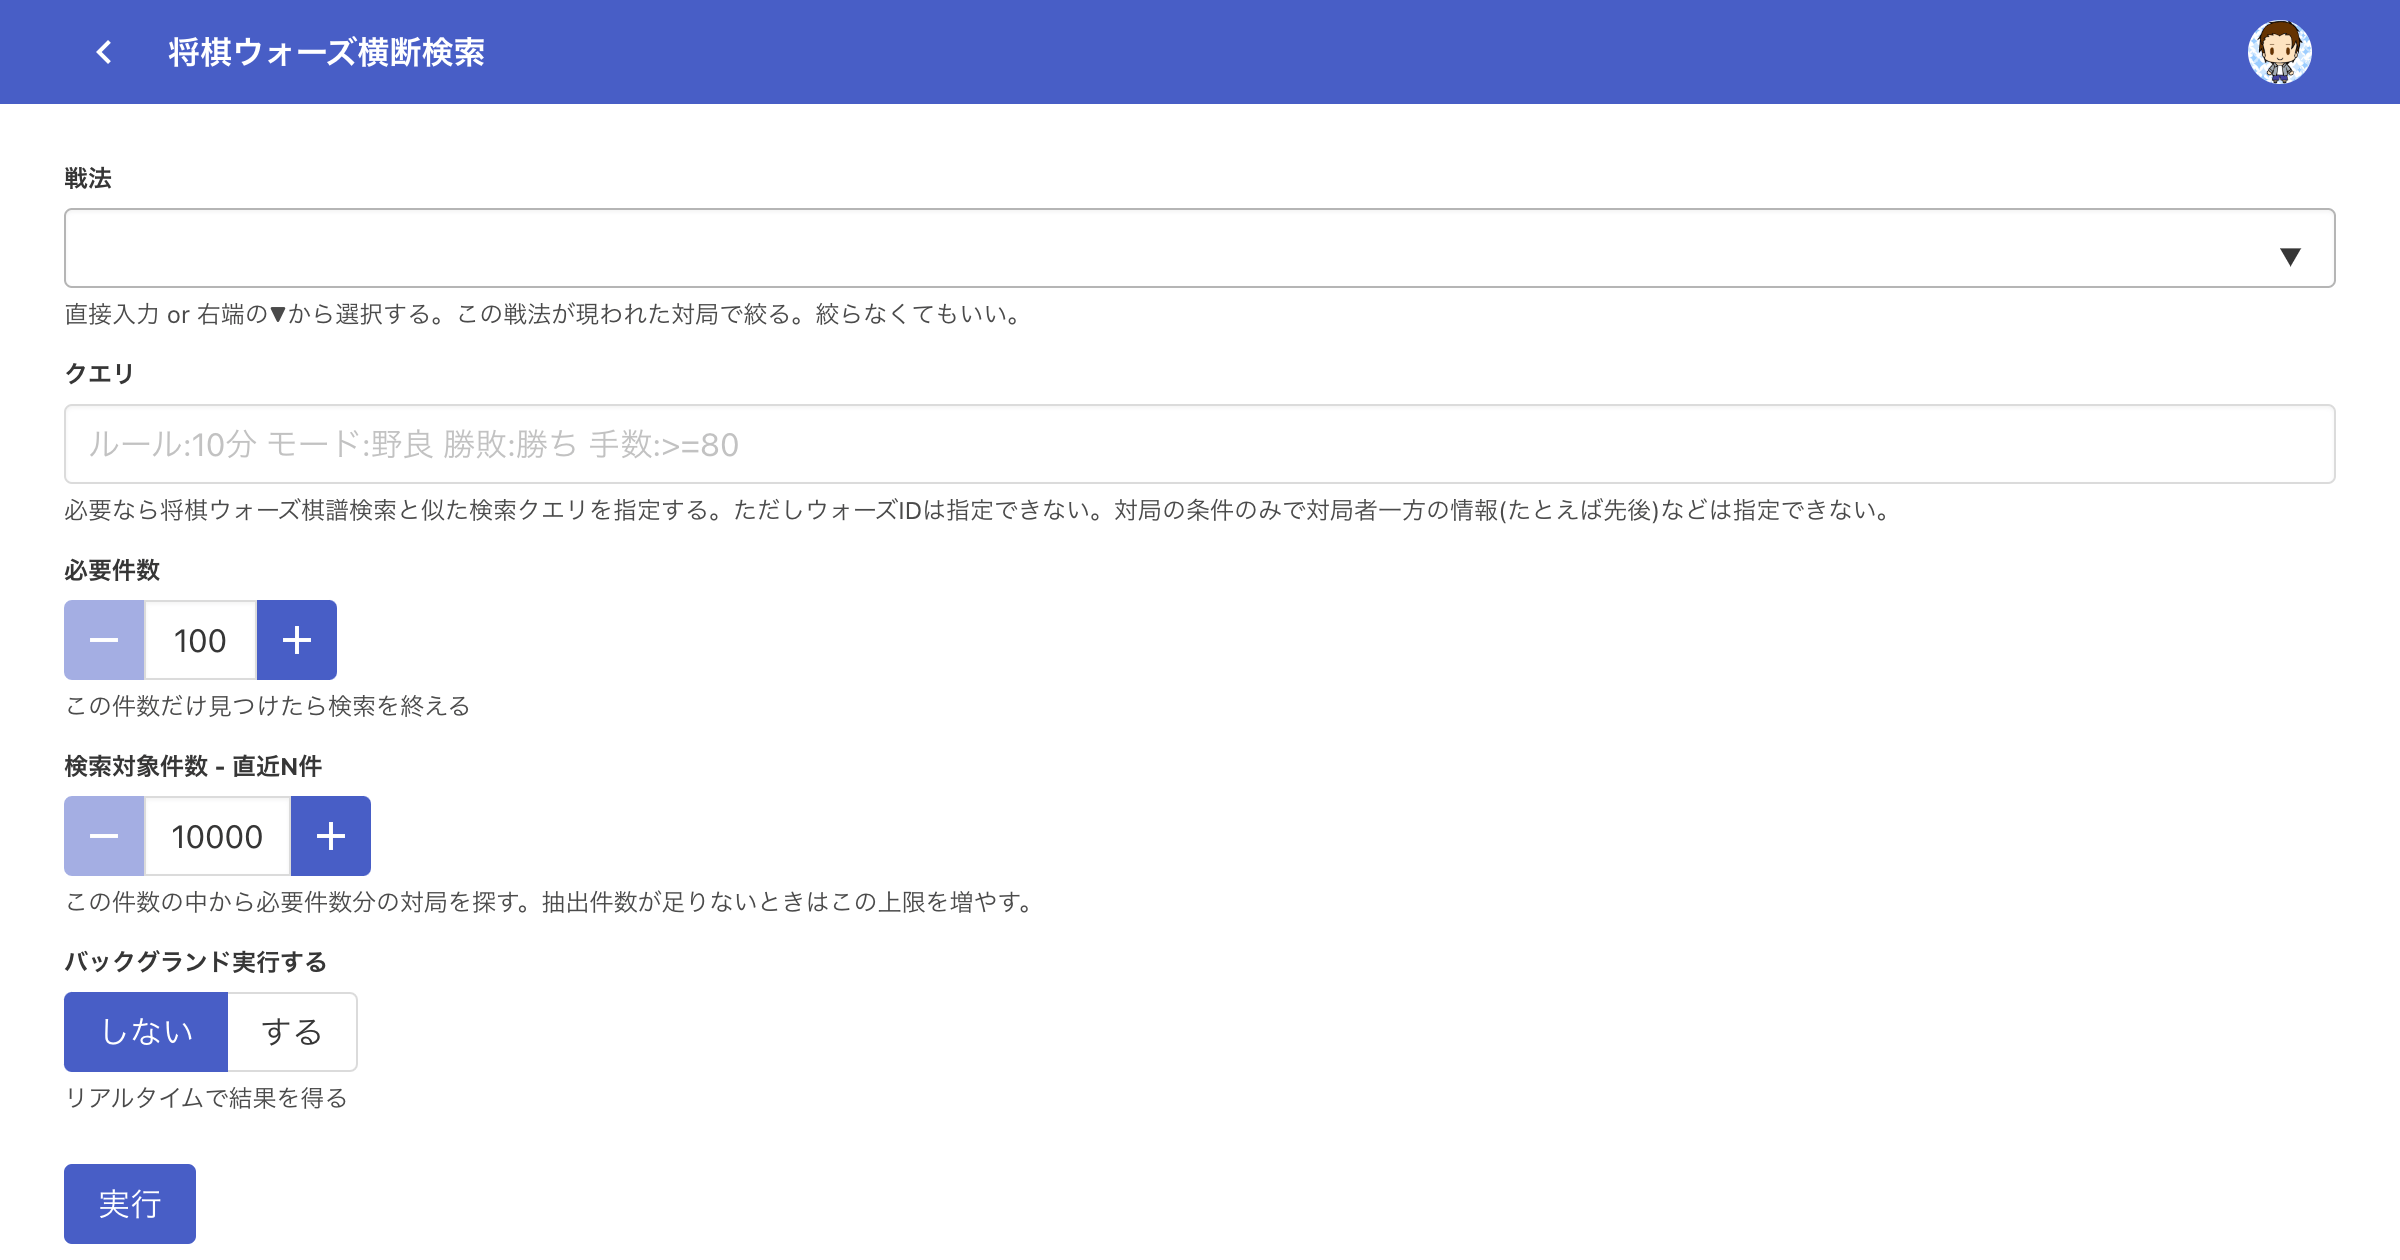 将棋ウォーズ横断検索
戦法
▼
直接入力 or 右端の▼から選択する。この戦法が現われた対局で絞る。絞らなくてもいい。
クエリ
ルール:10分 モード:野良 勝敗:勝ち 手数:>=80
必要なら将棋ウォーズ棋譜検索と似た検索クエリを指定する。ただしウォーズIDは指定できない。対局の条件のみで対局者一方の情報(たとえば先後)などは指定できない。
必要件数
100
この件数だけ見つけたら検索を終える
検索対象件数 - 直近N件
10000
この件数の中から必要件数分の対局を探す。抽出件数が足りないときはこの上限を増やす。
バックグランド実行する
しない する
リアルタイムで結果を得る
実行